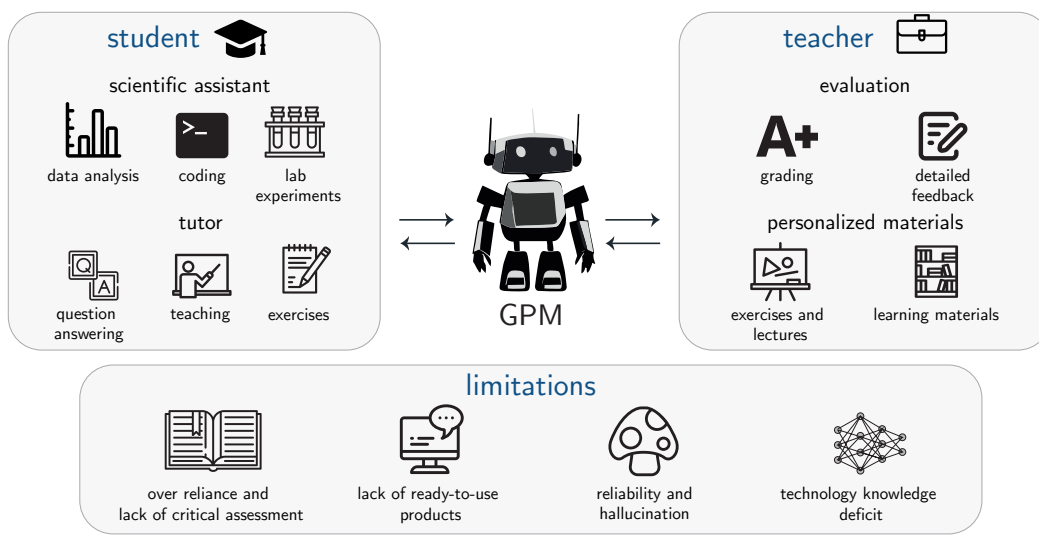 student
scientific assistant
>_
data analysis
coding
lab
experiments
tutor
Q
A
question
answering
teaching
exercises
GPM
teacher
evaluation
A+
grading
detailed
feedback
personalized materials
exercises and
lectures
learning materials
limitations
over reliance and
lack of critical assessment
lack of ready-to-use
products
reliability and
hallucination
technology knowledge
deficit